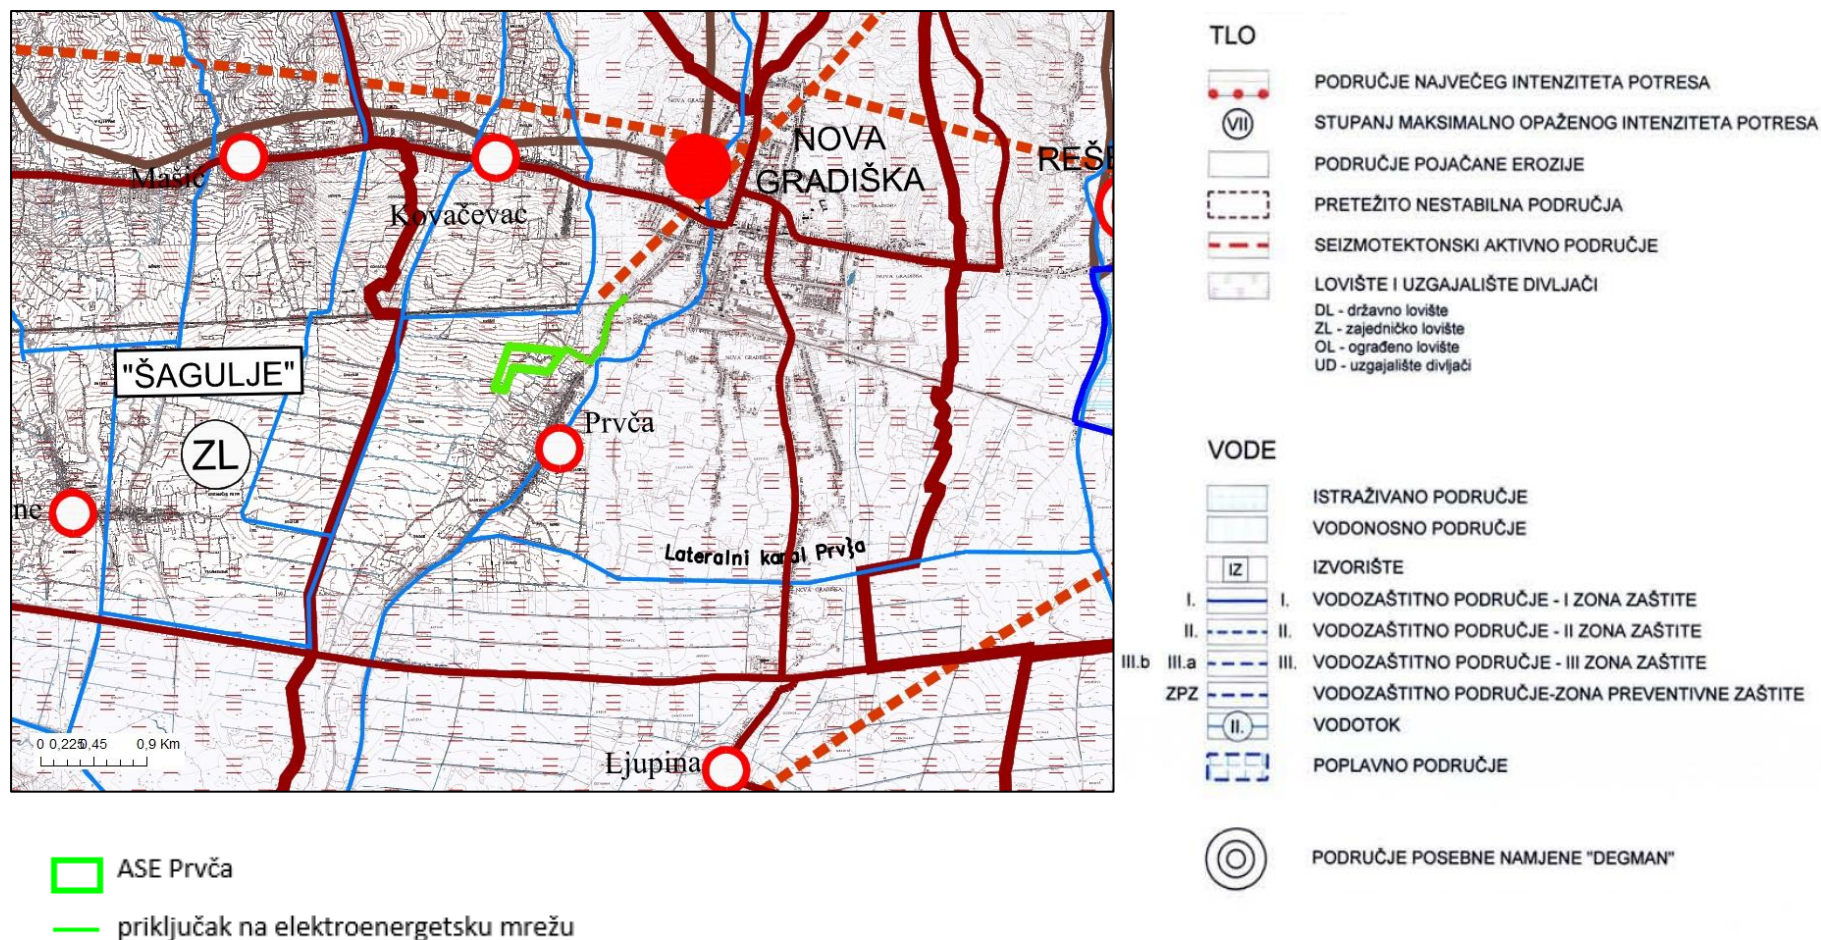 NOVA
GRADIŠKA
REŠE
Mašić
Kovačevac
"ŠAGULJE"
ZL
Prvča
ne
Lateralni kanal Prvča
Ljupina
0 0,225 0,45 0,9 Km
ASE Prvča
priključak na elektroenergetsku mrežu
TLO
PODRUČJE NAJVEČEG INTENZITETA POTRESA
VII STUPANJ MAKSIMALNO OPAŽENOG INTENZITETA POTRESA
PODRUČJE POJAČANE EROZIJE
PRETEŽITO NESTABILNA PODRUČJA
SEIZMOTEKTONSKI AKTIVNO PODRUČJE
LOVIŠTE I UZGAJALIŠTE DIVLJAČI
DL - državno lovište
ZL - zajedničko lovište
OL - ograđeno lovište
UD - uzgajalište divljači
VODE
ISTRAŽIVANO PODRUČJE
VODONOSNO PODRUČJE
IZ IZVORIŠTE
I. I. VODOZAŠTITNO PODRUČJE - I ZONA ZAŠTITE
II. II. VODOZAŠTITNO PODRUČJE - II ZONA ZAŠTITE
III.b III.a III. VODOZAŠTITNO PODRUČJE - III ZONA ZAŠTITE
ZPZ VODOZAŠTITNO PODRUČJE-ZONA PREVENTIVNE ZAŠTITE
II. VODOTOK
POPLAVNO PODRUČJE
PODRUČJE POSEBNE NAMJENE "DEGMAN"